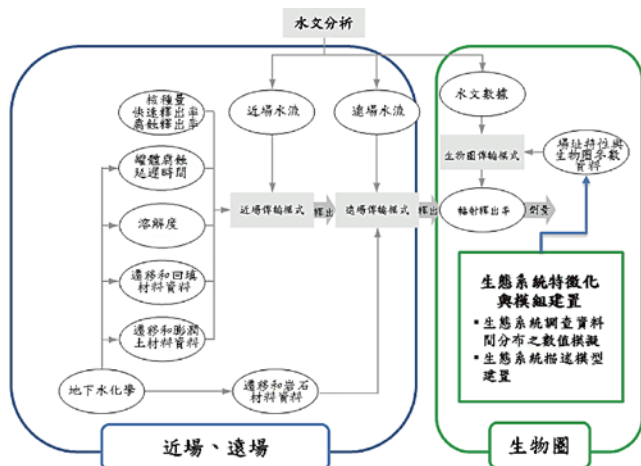 水文分析
核種量
快速釋出率
腐蝕釋出率
近場水流
遠場水流
水文數據
罐體腐蝕
延遲時間
生物圈傳輸模式
場址特性與
生物圈參數
資料
溶解度
近場傳輸模式
釋出
遠場傳輸模式
釋出
輻射釋出率
劑量
遷移和回填
材料資料
遷移和膨潤
土材料資料
生態系統特徵化
與模組建置
▪ 生態系統調查資料
間分布之數值模擬
▪ 生態系統描述模型
建置
地下水化學
遷移和岩石
材料資料
近場、遠場
生物圈